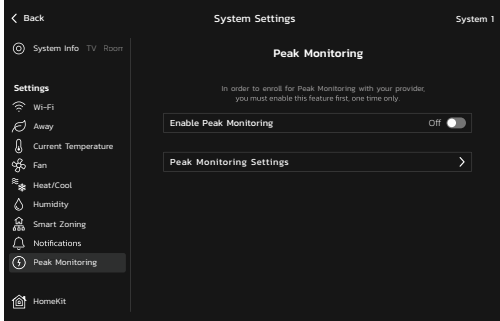 Back
System Settings
System 1
System Info TV Room
Peak Monitoring
In order to enroll for Peak Monitoring with your provider,
you must enable this feature first, one time only.
Settings
Wi-Fi
Away
Current Temperature
Fan
Heat/Cool
Humidity
Smart Zoning
Notifications
Peak Monitoring
HomeKit
Enable Peak Monitoring Off
Peak Monitoring Settings